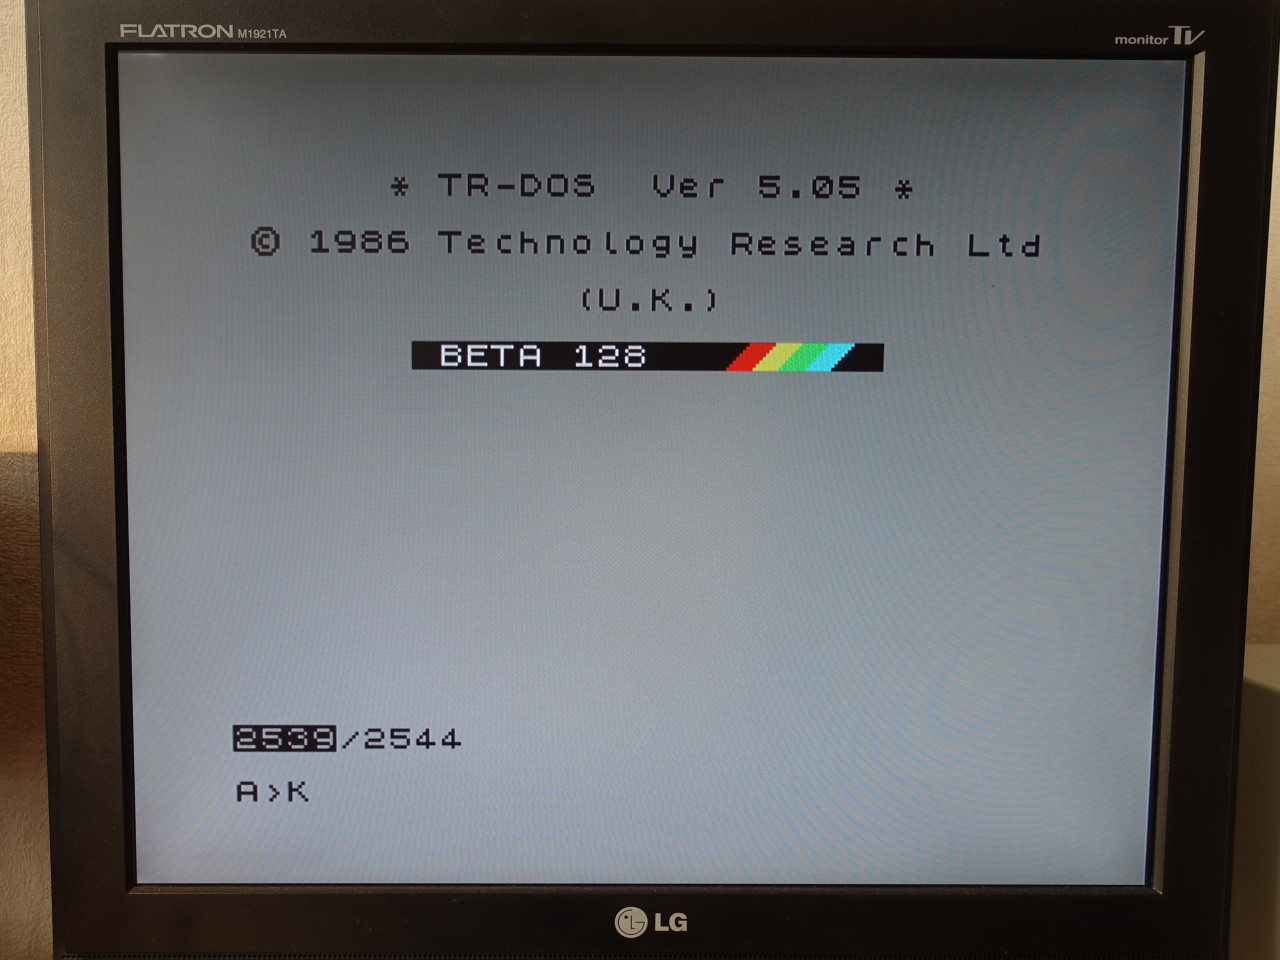 FLATRON M1921TA
monitor TV
* TR-DOS  Ver 5.05 *
© 1986 Technology Research Ltd
(U.K.)
BETA 128
2539/2544
A>K
LG